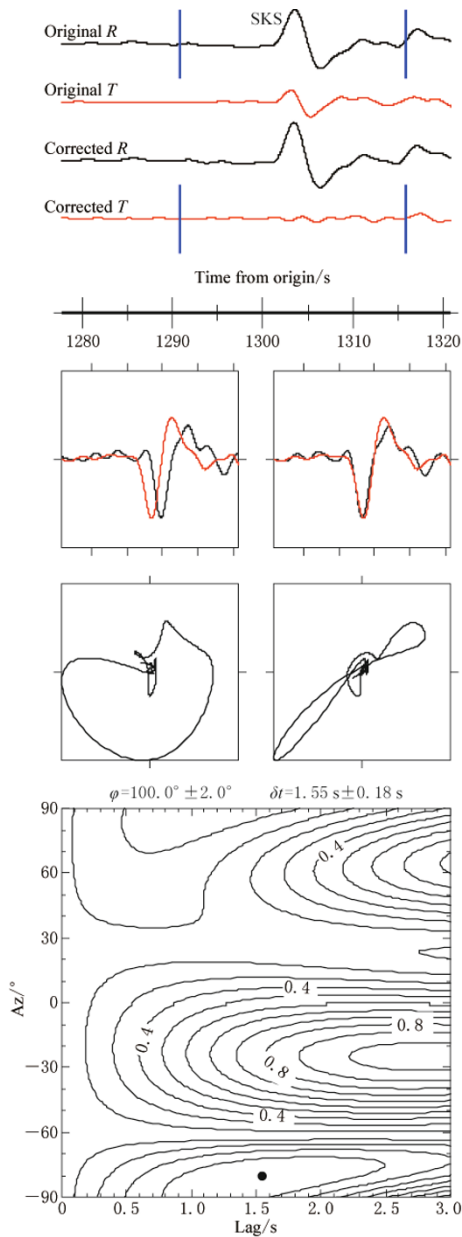 SKS
Original R
Original T
Corrected R
Corrected T
Time from origin/s
1280 1290 1300 1310 1320
φ=100.0° ±2.0° δt=1.55 s±0.18 s
90
60
30
0
−30
−60
−90
Az/°
0.4
0.4
0.4
0.8
0.8
0.4
0 0.5 1.0 1.5 2.0 2.5 3.0
Lag/s